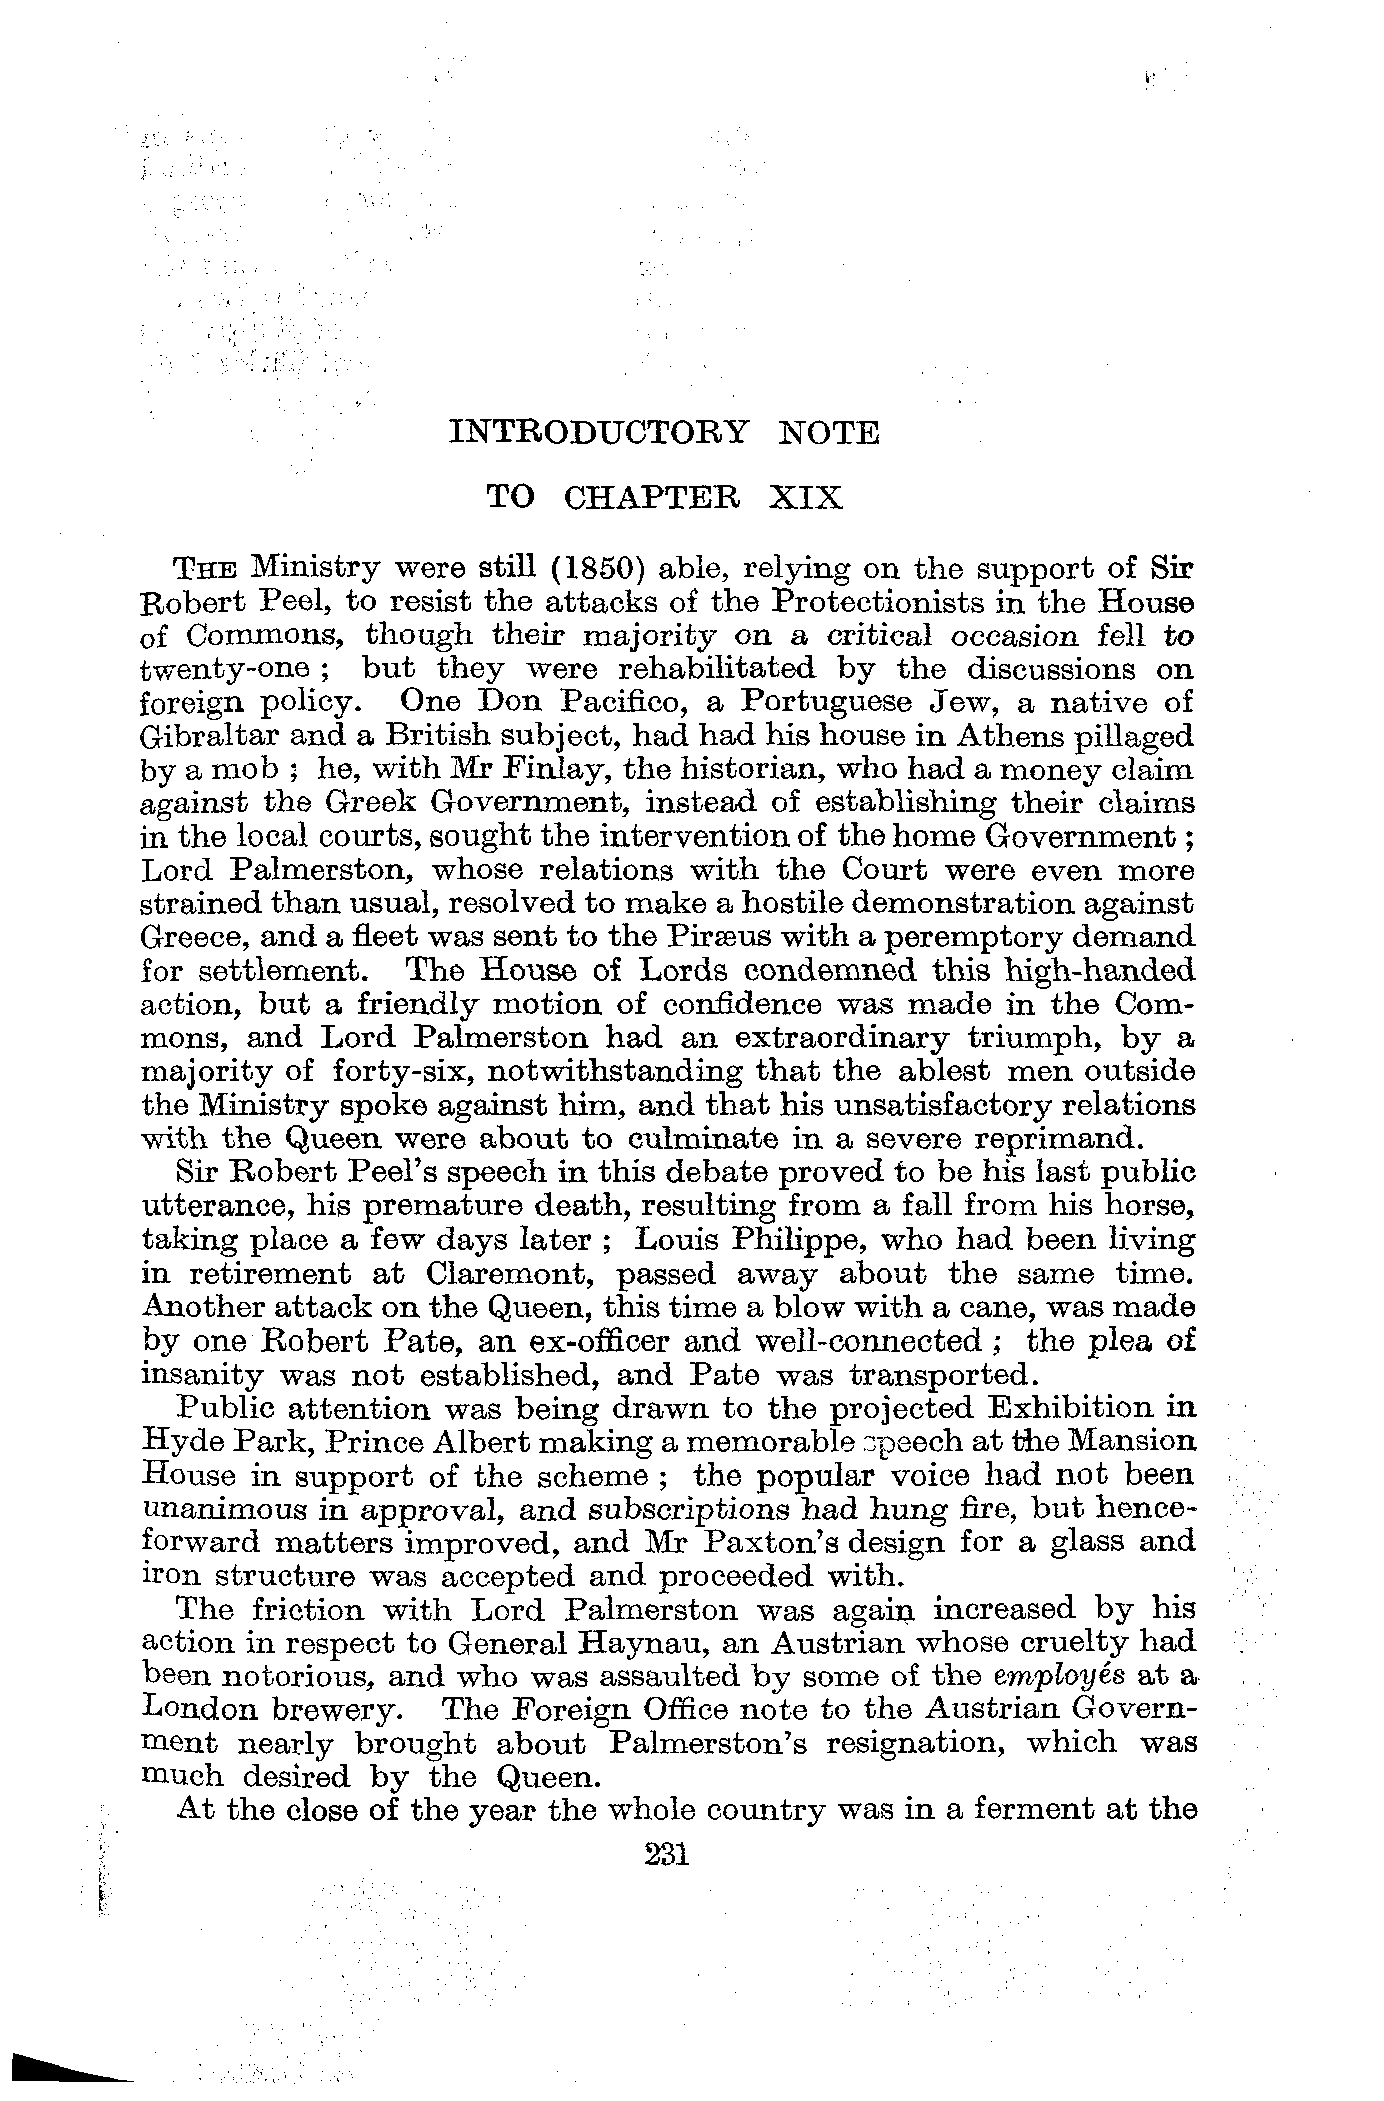 INTRODUCTORY NOTE
TO CHAPTER XIX
THE Ministry were still (1850) able, relying on the support of Sir
Robert Peel, to resist the attacks of the Protectionists in the House
of Commons, though their majority on a critical occasion fell to
twenty-one ; but they were rehabilitated by the discussions on
foreign policy. One Don Pacifico, a Portuguese Jew, a native of
Gibraltar and a British subject, had had his house in Athens pillaged
by a mob ; he, with Mr Finlay, the historian, who had a money claim
against the Greek Government, instead of establishing their claims
in the local courts, sought the intervention of the home Government ;
Lord Palmerston, whose relations with the Court were even more
strained than usual, resolved to make a hostile demonstration against
Greece, and a fleet was sent to the Piræus with a peremptory demand
for settlement. The House of Lords condemned this high-handed
action, but a friendly motion of confidence was made in the Com-
mons, and Lord Palmerston had an extraordinary triumph, by a
majority of forty-six, notwithstanding that the ablest men outside
the Ministry spoke against him, and that his unsatisfactory relations
with the Queen were about to culminate in a severe reprimand.
Sir Robert Peel's speech in this debate proved to be his last public
utterance, his premature death, resulting from a fall from his horse,
taking place a few days later ; Louis Philippe, who had been living
in retirement at Claremont, passed away about the same time.
Another attack on the Queen, this time a blow with a cane, was made
by one Robert Pate, an ex-officer and well-connected ; the plea of
insanity was not established, and Pate was transported.
Public attention was being drawn to the projected Exhibition in
Hyde Park, Prince Albert making a memorable speech at the Mansion
House in support of the scheme ; the popular voice had not been
unanimous in approval, and subscriptions had hung fire, but hence-
forward matters improved, and Mr Paxton's design for a glass and
iron structure was accepted and proceeded with.
The friction with Lord Palmerston was again increased by his
action in respect to General Haynau, an Austrian whose cruelty had
been notorious, and who was assaulted by some of the employés at a
London brewery. The Foreign Office note to the Austrian Govern-
ment nearly brought about Palmerston's resignation, which was
much desired by the Queen.
At the close of the year the whole country was in a ferment at the
231